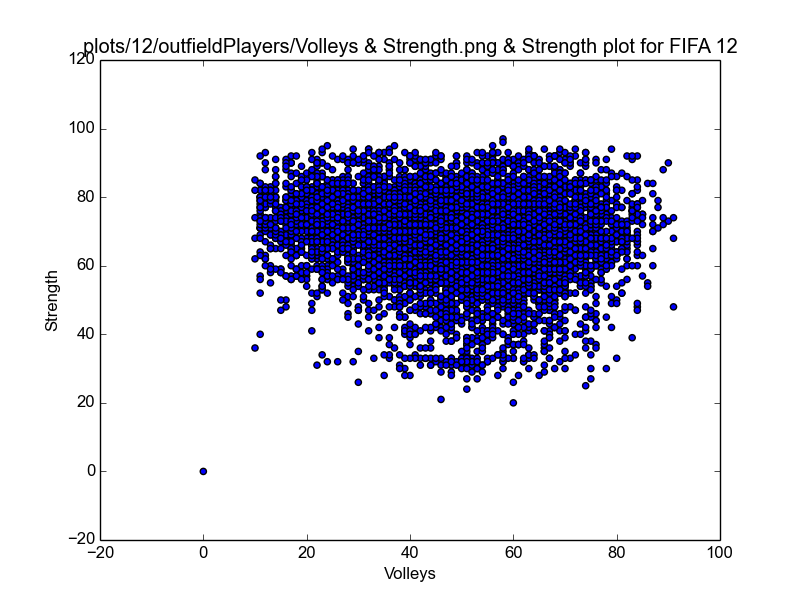 plots/12/outfieldPlayers/Volleys & Strength.png & Strength plot for FIFA 12
120
100
80
60
40
20
0
−20
Strength
−20 0 20 40 60 80 100
Volleys